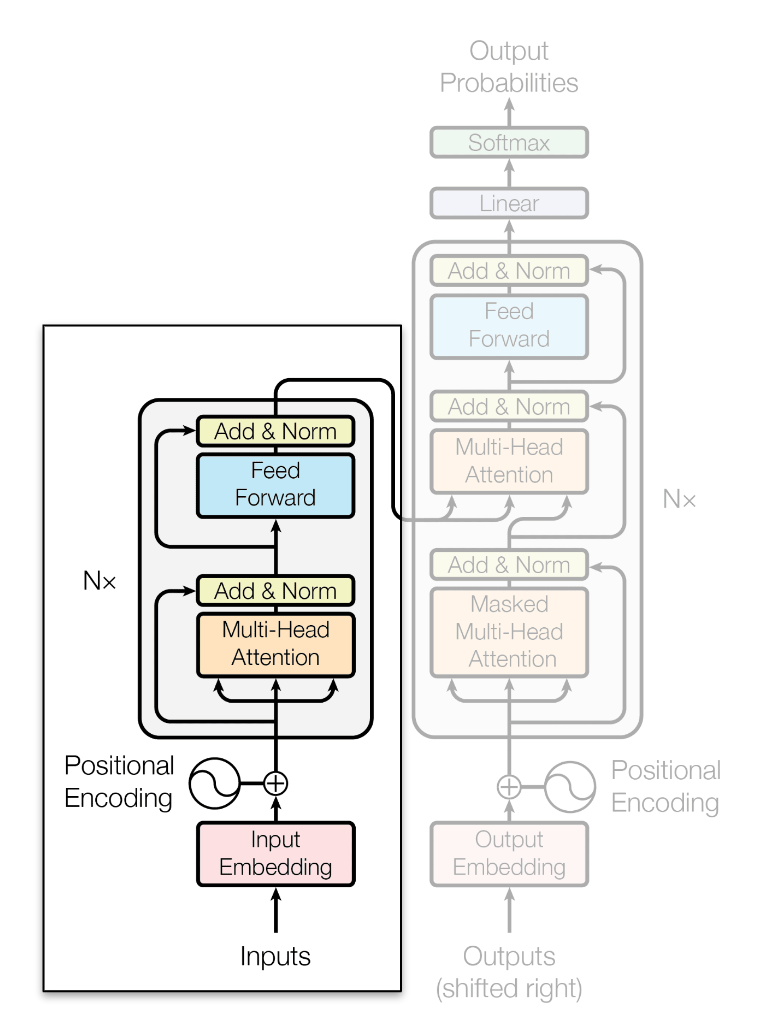 Output
Probabilities
Softmax
Linear
Add & Norm
Feed
Forward
Add & Norm
Multi-Head
Attention
N×
Add & Norm
Masked
Multi-Head
Attention
Positional
Encoding
Output
Embedding
Outputs
(shifted right)
Add & Norm
Feed
Forward
N×
Add & Norm
Multi-Head
Attention
Positional
Encoding
Input
Embedding
Inputs